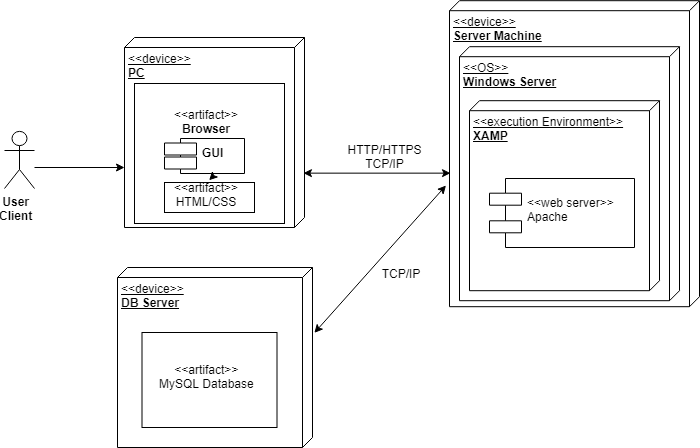 <<device>>
Server Machine
<<device>>
PC
<<OS>>
Windows Server
<<artifact>>
Browser
<<execution Environment>>
XAMP
GUI
HTTP/HTTPS
TCP/IP
<<artifact>>
HTML/CSS
User
Client
<<web server>>
Apache
TCP/IP
<<device>>
DB Server
<<artifact>>
MySQL Database